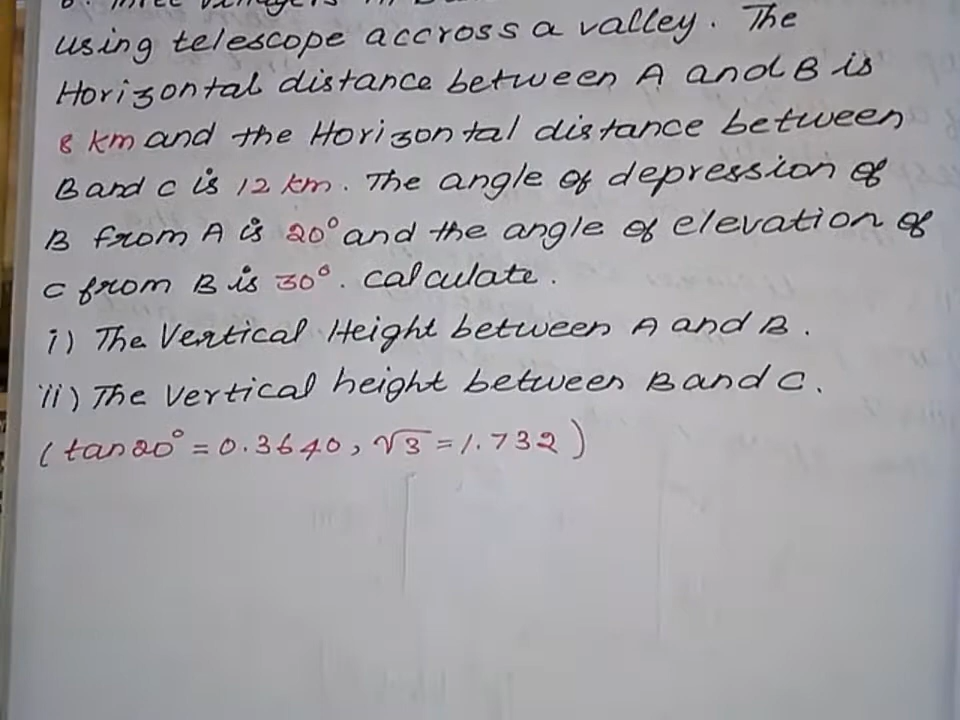 using telescope accross a valley. The
Horizontal distance between A and B is
8 km and the Horizontal distance between
B and C is 12 km. The angle of depression of
B from A is 20° and the angle of elevation of
C from B is 30°. calculate.
i) The Vertical Height between A and B.
ii) The Vertical height between B and C.
(tan20° = 0.3640, √3 = 1.732)